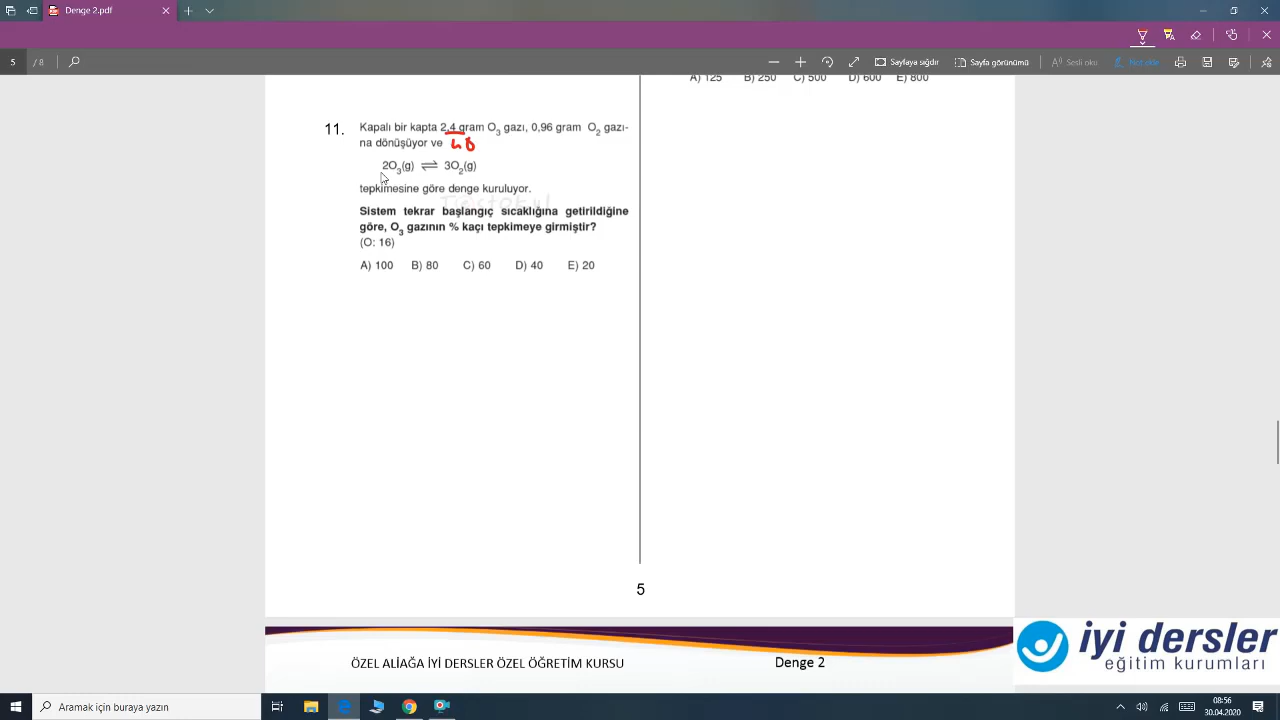 Denge 2.pdf
5 /8
Sayfaya sığdır
Sayfa görünümü
Sesli oku
Not ekle
A) 125 B) 250 C) 500 D) 600 E) 800
11. Kapalı bir kapta 2,4 gram O3 gazı, 0,96 gram O2 gazı-
na dönüşüyor ve 48
2O3(g) ⇌ 3O2(g)
tepkimesine göre denge kuruluyor.
Sistem tekrar başlangıç sıcaklığına getirildiğine
göre, O3 gazının % kaçı tepkimeye girmiştir?
(O: 16)
A) 100 B) 80 C) 60 D) 40 E) 20
5
ÖZEL ALİAĞA İYİ DERSLER ÖZEL ÖĞRETİM KURSU
Denge 2
iyi dersler
eğitim kurumları
Aramak için buraya yazın
08:56
30.04.2020